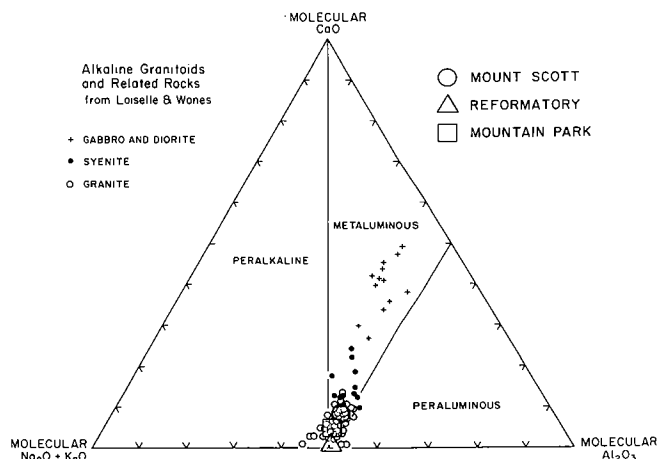 MOLECULAR
CaO
Alkaline Granitoids
and Related Rocks
from Loiselle & Wones
+ GABBRO AND DIORITE
• SYENITE
○ GRANITE
MOUNT SCOTT
REFORMATORY
MOUNTAIN PARK
METALUMINOUS
PERALKALINE
PERALUMINOUS
MOLECULAR
Na₂O + K₂O
MOLECULAR
Al₂O₃